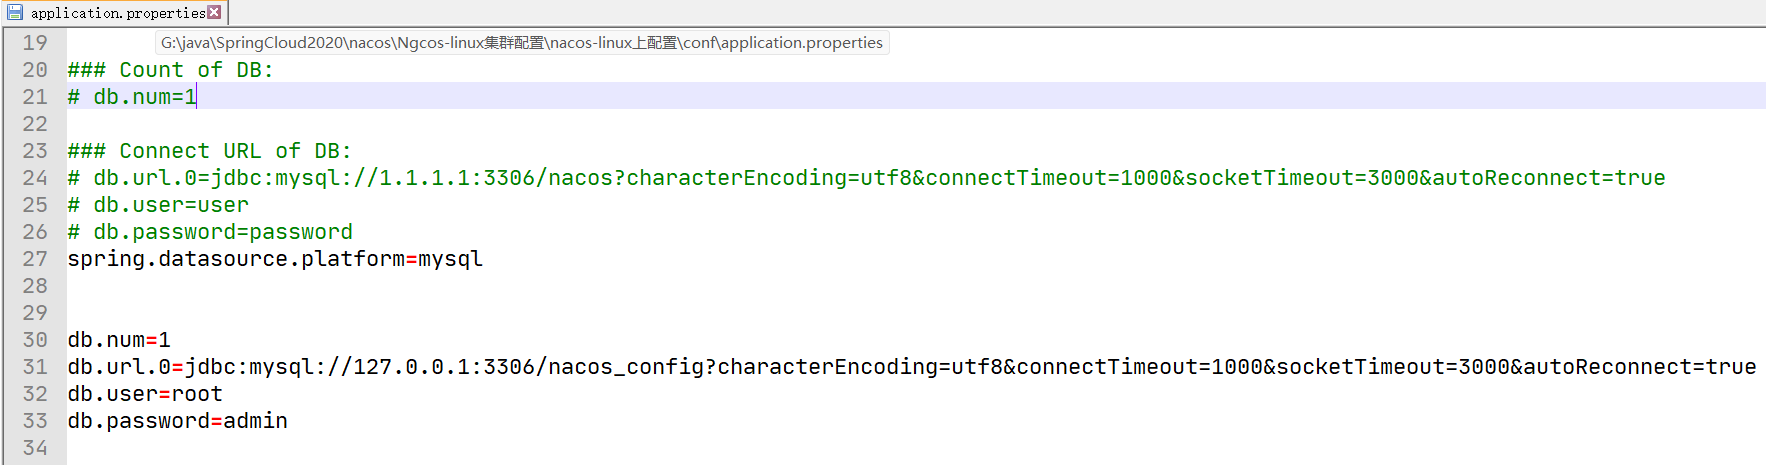 application.properties
19
G:\java\SpringCloud2020\nacos\Ngcos-linux集群配置\nacos-linux上配置\conf\application.properties
20 ### Count of DB:
21 # db.num=1
22
23 ### Connect URL of DB:
24 # db.url.0=jdbc:mysql://1.1.1.1:3306/nacos?characterEncoding=utf8&connectTimeout=1000&socketTimeout=3000&autoReconnect=true
25 # db.user=user
26 # db.password=password
27 spring.datasource.platform=mysql
28
29
30 db.num=1
31 db.url.0=jdbc:mysql://127.0.0.1:3306/nacos_config?characterEncoding=utf8&connectTimeout=1000&socketTimeout=3000&autoReconnect=true
32 db.user=root
33 db.password=admin
34